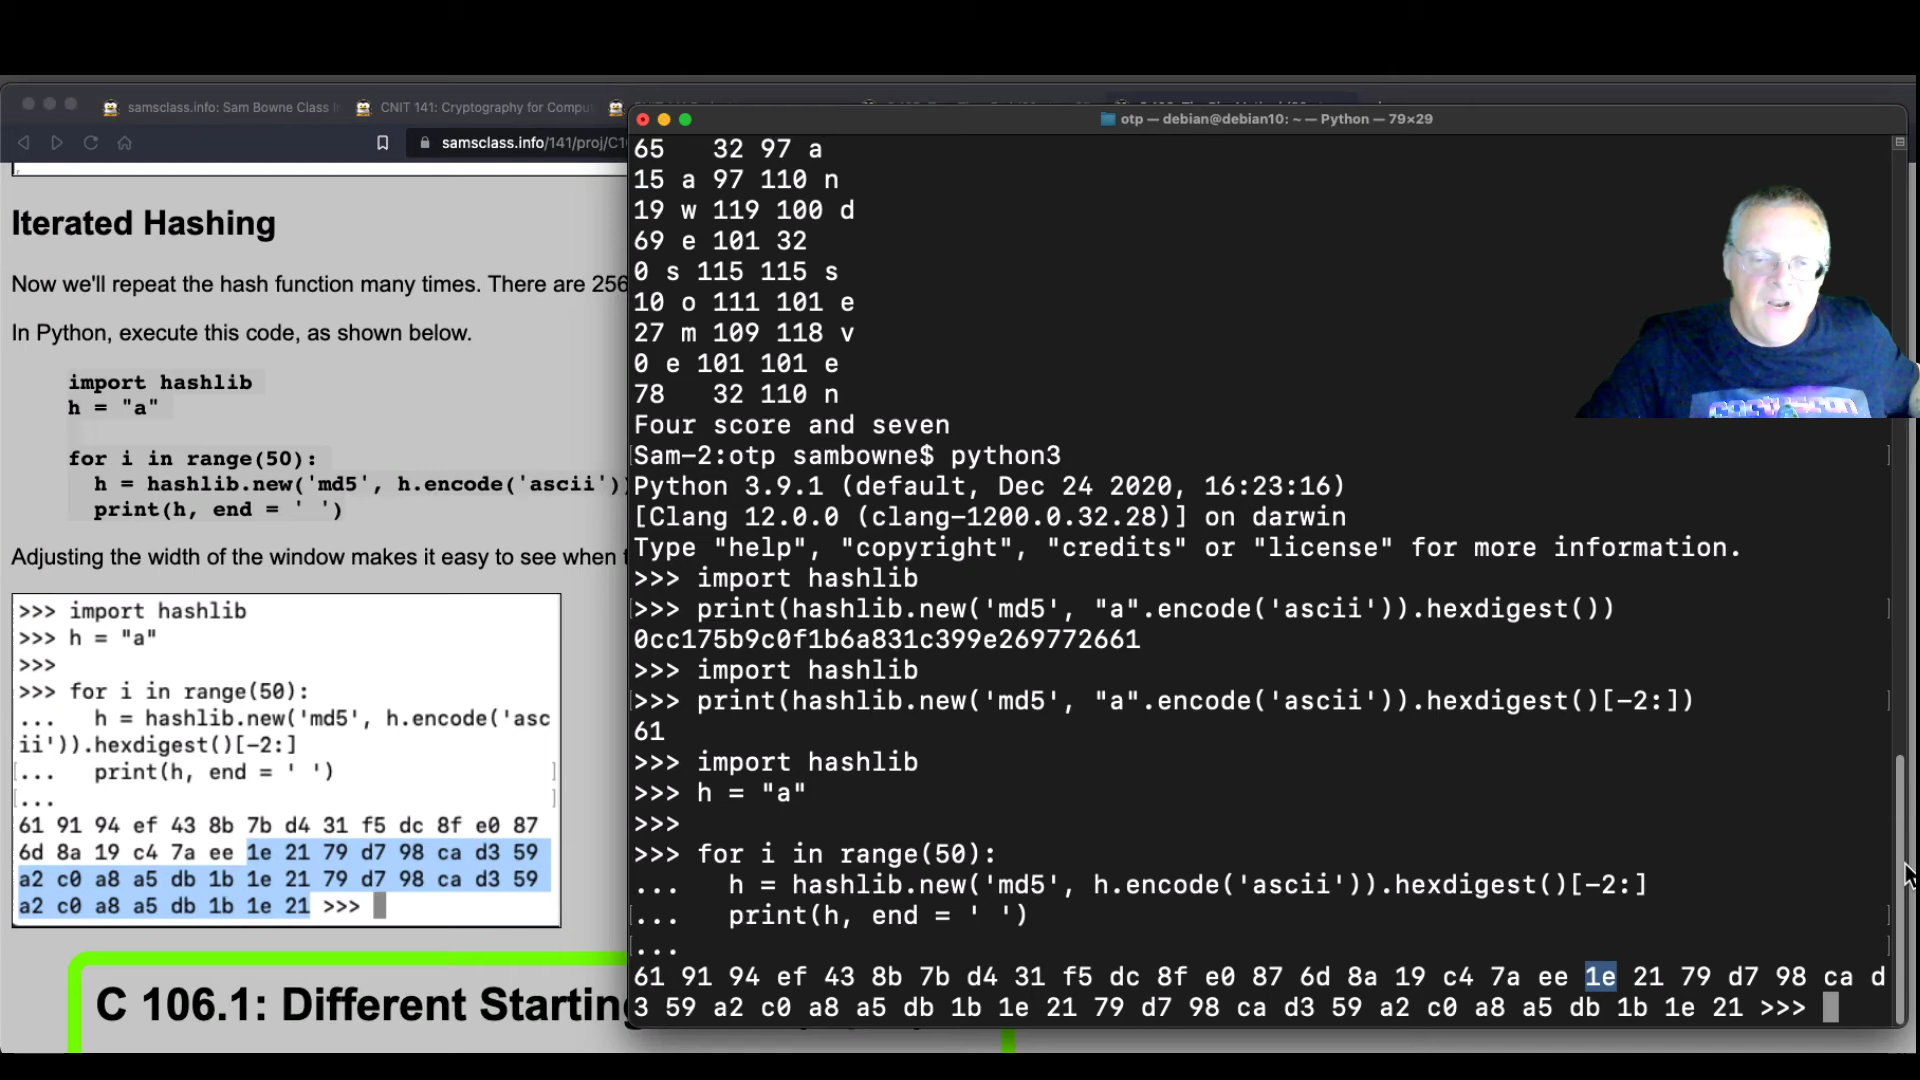 samsclass.info: Sam Bowne Class In
CNIT 141: Cryptography for Compu
samsclass.info/141/proj/C1
Iterated Hashing
Now we'll repeat the hash function many times. There are 256
In Python, execute this code, as shown below.
import hashlib
h = "a"
for i in range(50):
h = hashlib.new('md5', h.encode('ascii'))
print(h, end = ' ')
Adjusting the width of the window makes it easy to see when
>>> import hashlib
>>> h = "a"
>>>
>>> for i in range(50):
...   h = hashlib.new('md5', h.encode('asc
ii')).hexdigest()[-2:]
...   print(h, end = ' ')
...
61 91 94 ef 43 8b 7b d4 31 f5 dc 8f e0 87
6d 8a 19 c4 7a ee 1e 21 79 d7 98 ca d3 59
a2 c0 a8 a5 db 1b 1e 21 79 d7 98 ca d3 59
a2 c0 a8 a5 db 1b 1e 21 >>>
C 106.1: Different Starting
otp — debian@debian10: ~ — Python — 79×29
65   32 97 a
15 a 97 110 n
19 w 119 100 d
69 e 101 32
0 s 115 115 s
10 o 111 101 e
27 m 109 118 v
0 e 101 101 e
78   32 110 n
Four score and seven
Sam-2:otp sambowne$ python3
Python 3.9.1 (default, Dec 24 2020, 16:23:16)
[Clang 12.0.0 (clang-1200.0.32.28)] on darwin
Type "help", "copyright", "credits" or "license" for more information.
>>> import hashlib
>>> print(hashlib.new('md5', "a".encode('ascii')).hexdigest())
0cc175b9c0f1b6a831c399e269772661
>>> import hashlib
>>> print(hashlib.new('md5', "a".encode('ascii')).hexdigest()[-2:])
61
>>> import hashlib
>>> h = "a"
>>>
>>> for i in range(50):
...   h = hashlib.new('md5', h.encode('ascii')).hexdigest()[-2:]
...   print(h, end = ' ')
...
61 91 94 ef 43 8b 7b d4 31 f5 dc 8f e0 87 6d 8a 19 c4 7a ee 1e 21 79 d7 98 ca d
3 59 a2 c0 a8 a5 db 1b 1e 21 79 d7 98 ca d3 59 a2 c0 a8 a5 db 1b 1e 21 >>>